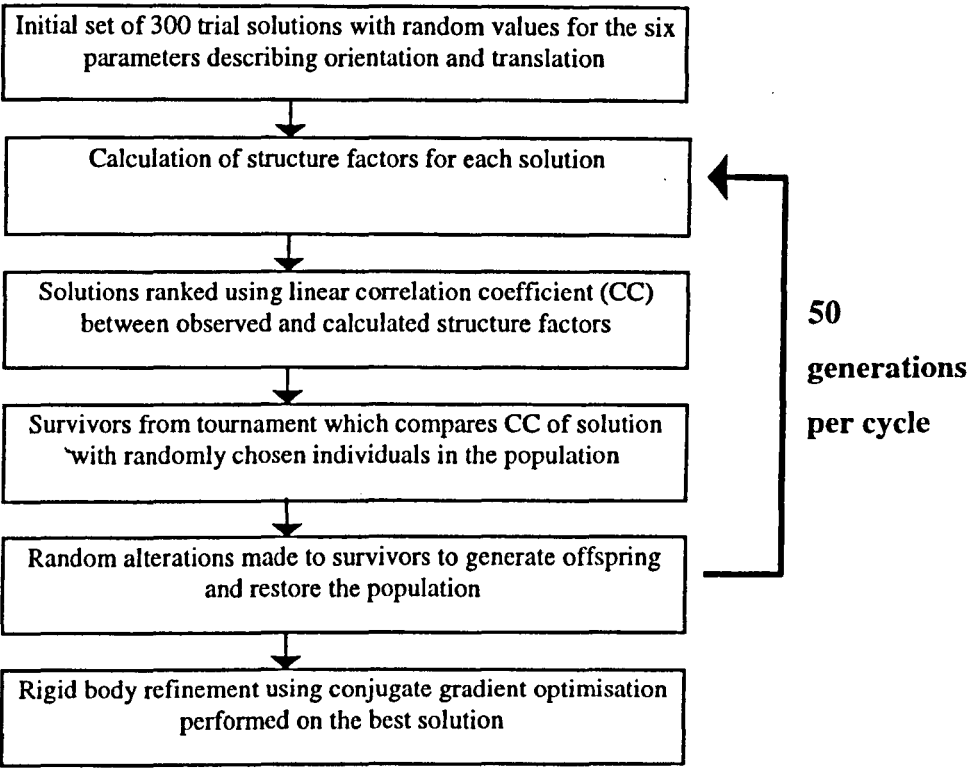 Initial set of 300 trial solutions with random values for the six
parameters describing orientation and translation
Calculation of structure factors for each solution
Solutions ranked using linear correlation coefficient (CC)
between observed and calculated structure factors
Survivors from tournament which compares CC of solution
with randomly chosen individuals in the population
Random alterations made to survivors to generate offspring
and restore the population
Rigid body refinement using conjugate gradient optimisation
performed on the best solution
50
generations
per cycle